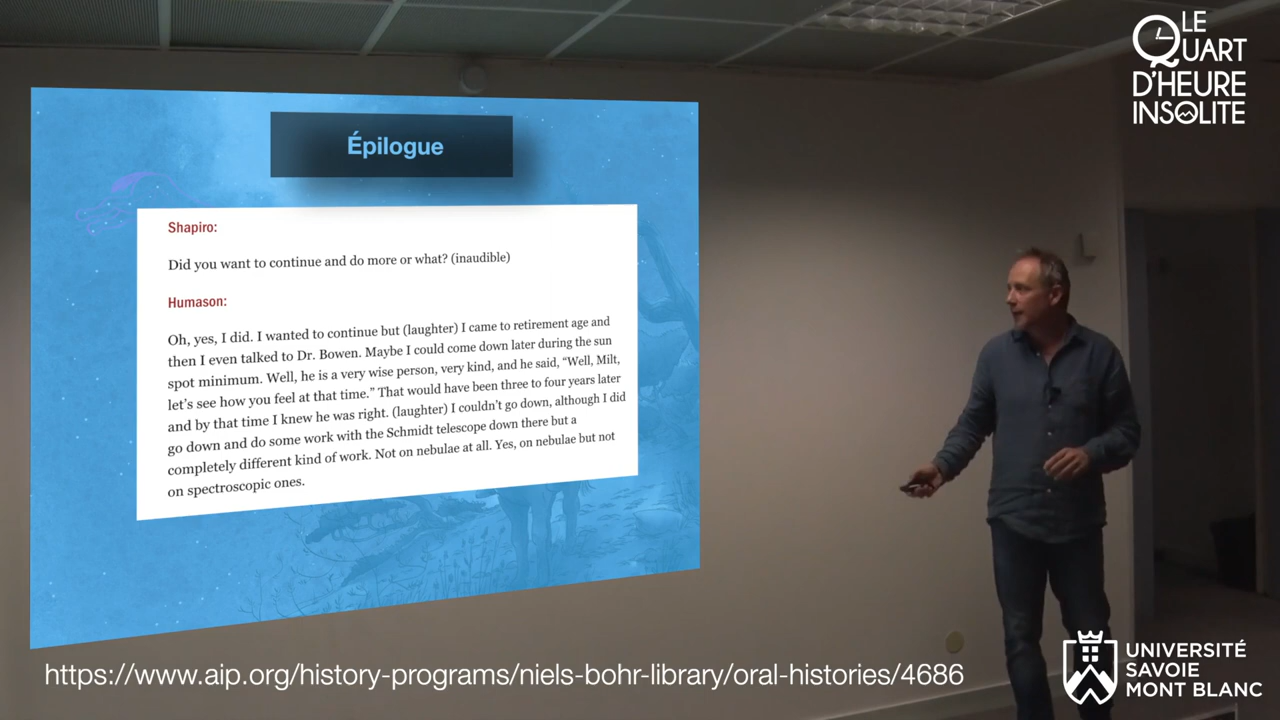 LE
QUART
D'HEURE
INSOLITE
Épilogue
Shapiro:
Did you want to continue and do more or what? (inaudible)
Humason:
Oh, yes, I did. I wanted to continue but (laughter) I came to retirement age and
then I even talked to Dr. Bowen. Maybe I could come down later during the sun
spot minimum. Well, he is a very wise person, very kind, and he said, “Well, Milt,
let’s see how you feel at that time.” That would have been three to four years later
and by that time I knew he was right. (laughter) I couldn’t go down, although I did
go down and do some work with the Schmidt telescope down there but a
completely different kind of work. Not on nebulae at all. Yes, on nebulae but not
on spectroscopic ones.
https://www.aip.org/history-programs/niels-bohr-library/oral-histories/4686
UNIVERSITÉ
SAVOIE
MONT BLANC